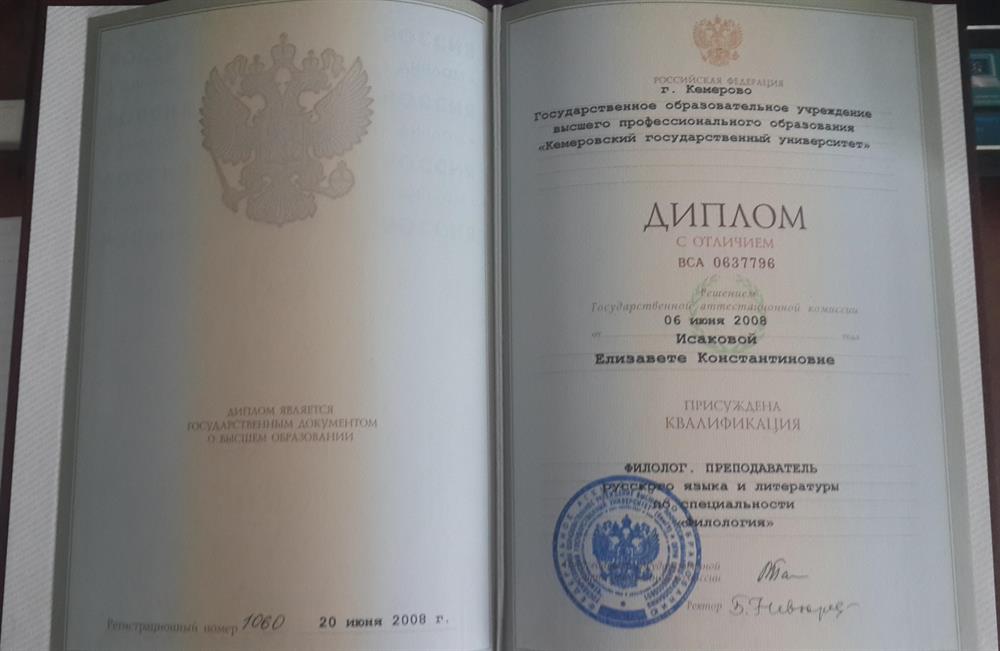 ДИПЛОМ ЯВЛЯЕТСЯ
ГОСУДАРСТВЕННЫМ ДОКУМЕНТОМ
О ВЫСШЕМ ОБРАЗОВАНИИ
Регистрационный номер 1060 20 июня 2008 г.
РОССИЙСКАЯ ФЕДЕРАЦИЯ
г. Кемерово
Государственное образовательное учреждение
высшего профессионального образования
«Кемеровский государственный университет»
ДИПЛОМ
С ОТЛИЧИЕМ
ВСА 0637796
Решением
Государственной аттестационной комиссии
от 06 июня 2008 года
Исаковой
Елизавете Константиновне
ПРИСУЖДЕНА
КВАЛИФИКАЦИЯ
ФИЛОЛОГ. ПРЕПОДАВАТЕЛЬ
русского языка и литературы
по специальности
«Филология»
Ректор